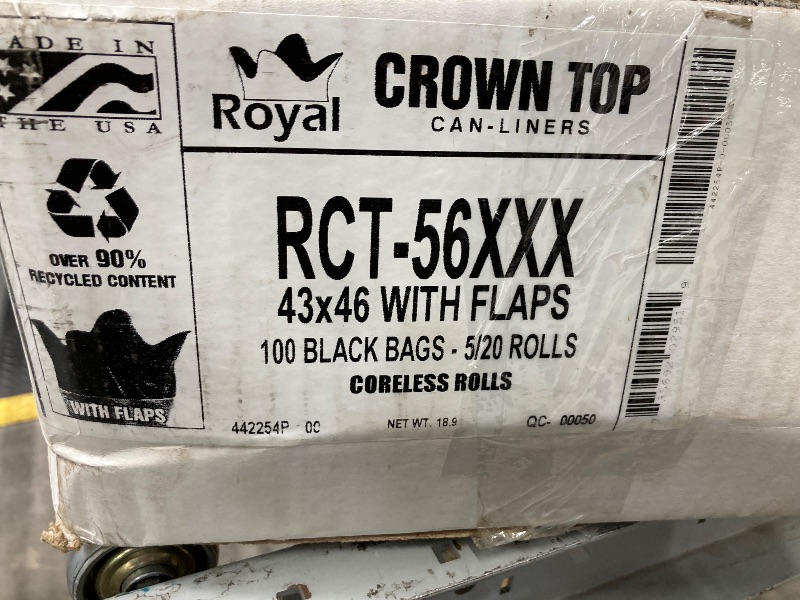 ADE IN
THE USA
Royal
CROWN TOP
CAN-LINERS
OVER 90%
RECYCLED CONTENT
WITH FLAPS
RCT-56XXX
43x46 WITH FLAPS
100 BLACK BAGS - 5/20 ROLLS
CORELESS ROLLS
442254P 00
NET WT. 18.9
QC- 00050